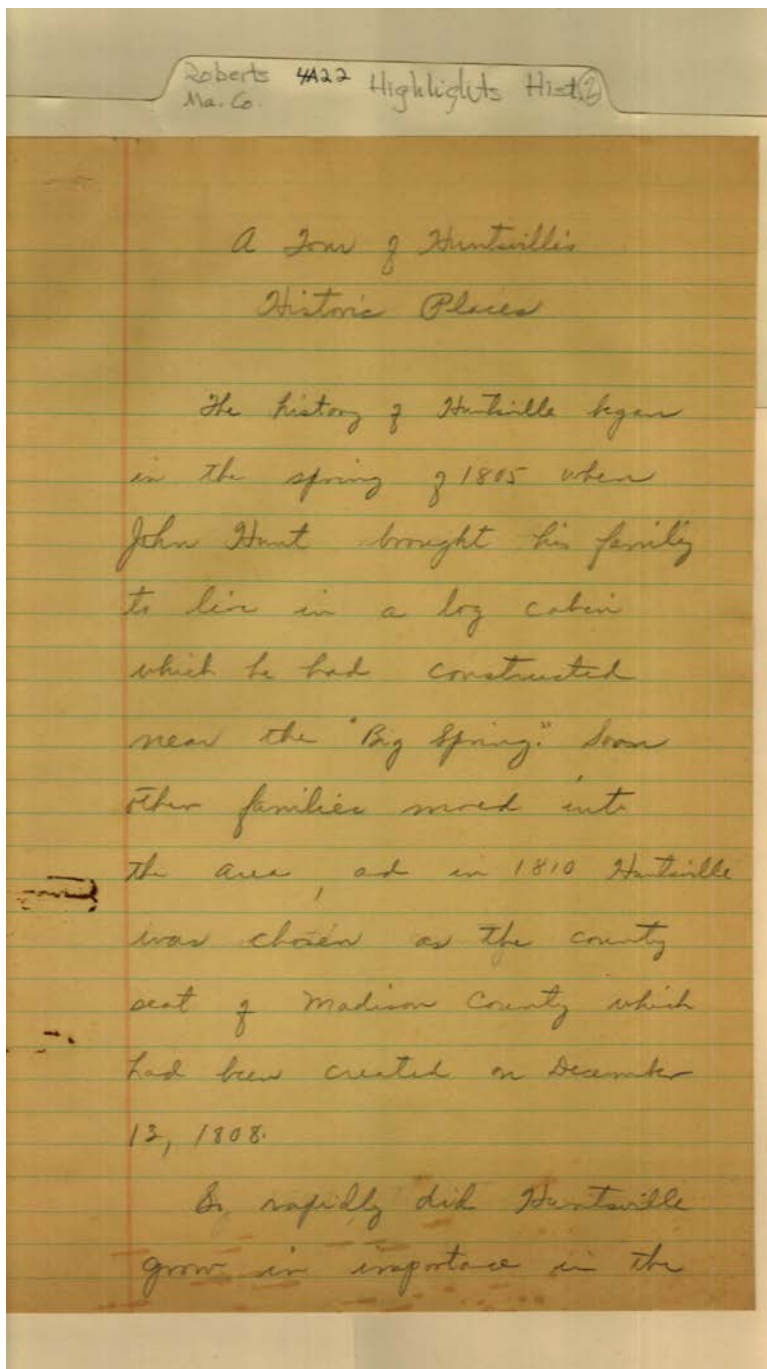 Roberts 4A22 Highlights Hist. 2
Ma. Co.
A Tour of Huntsville's
Historic Places
The history of Huntsville began
in the spring of 1805 when
John Hunt brought his family
to live in a log cabin
which he had constructed
near the "Big Spring." Soon
other families moved into
the area, and in 1810 Huntsville
was chosen as the county
seat of Madison County which
had been created on December
13, 1808.
So rapidly did Huntsville
grow in importance in the